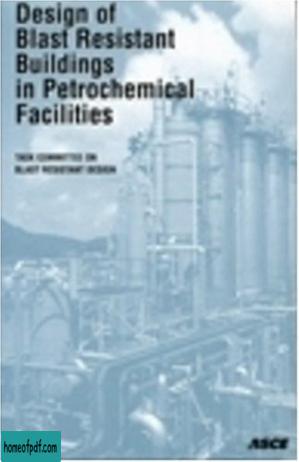 Design of
Blast Resistant
Buildings
in Petrochemical
Facilities
TASK COMMITTEE ON
BLAST RESISTANT DESIGN
ASCE
homeofpdf.com